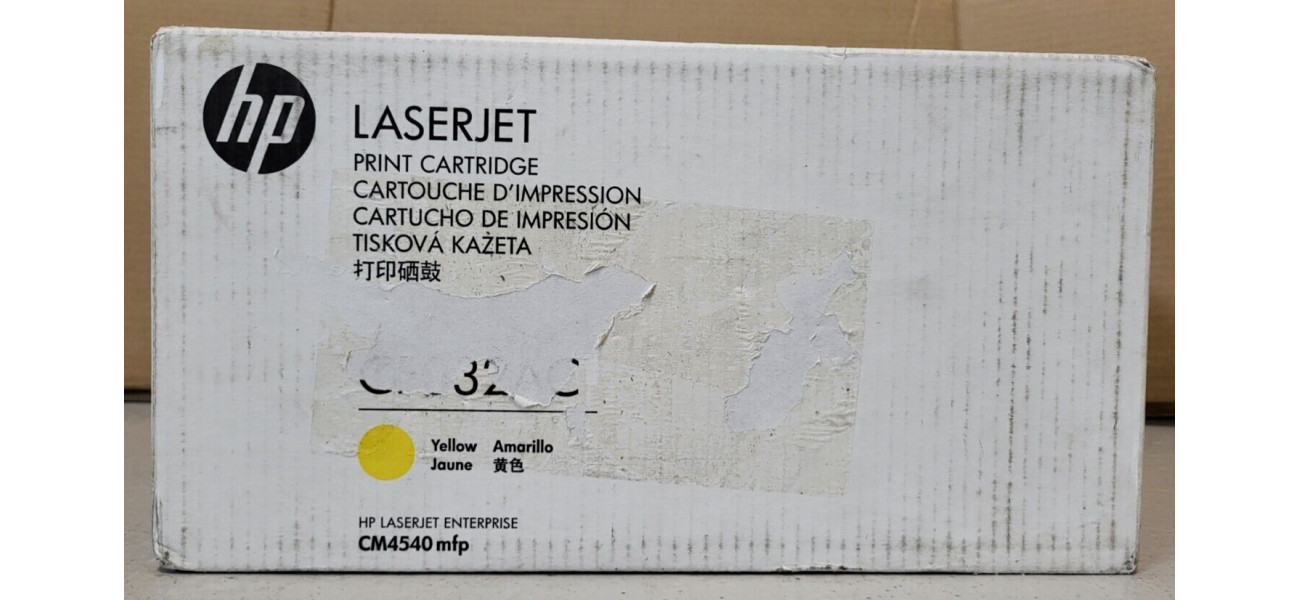 hp
LASERJET
PRINT CARTRIDGE
CARTOUCHE D'IMPRESSION
CARTUCHO DE IMPRESIÓN
TISKOVÁ KAZETA
打印硒鼓
Yellow Amarillo
Jaune 黄色
HP LASERJET ENTERPRISE
CM4540 mfp